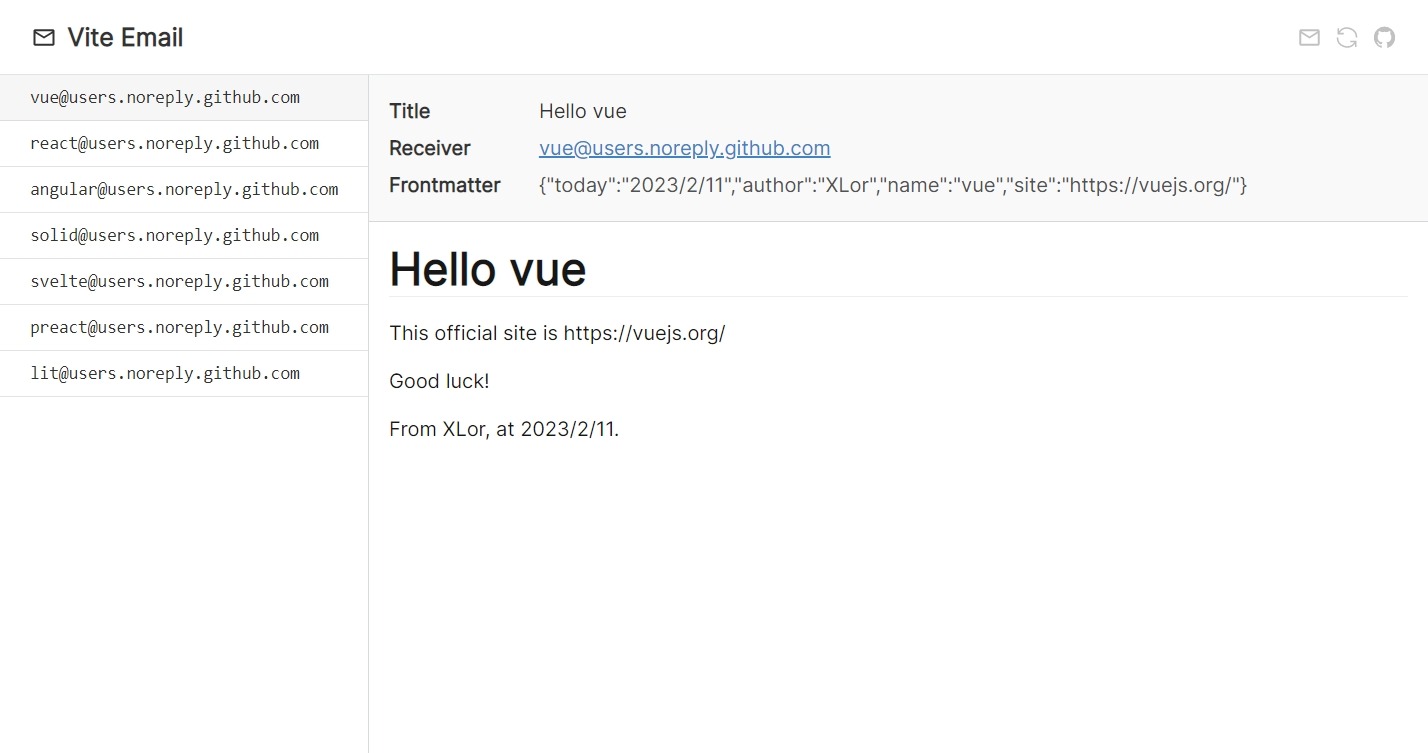 Vite Email
vue@users.noreply.github.com
react@users.noreply.github.com
angular@users.noreply.github.com
solid@users.noreply.github.com
svelte@users.noreply.github.com
preact@users.noreply.github.com
lit@users.noreply.github.com
Title Hello vue
Receiver vue@users.noreply.github.com
Frontmatter {"today":"2023/2/11","author":"XLor","name":"vue","site":"https://vuejs.org/"}
Hello vue
This official site is https://vuejs.org/
Good luck!
From XLor, at 2023/2/11.